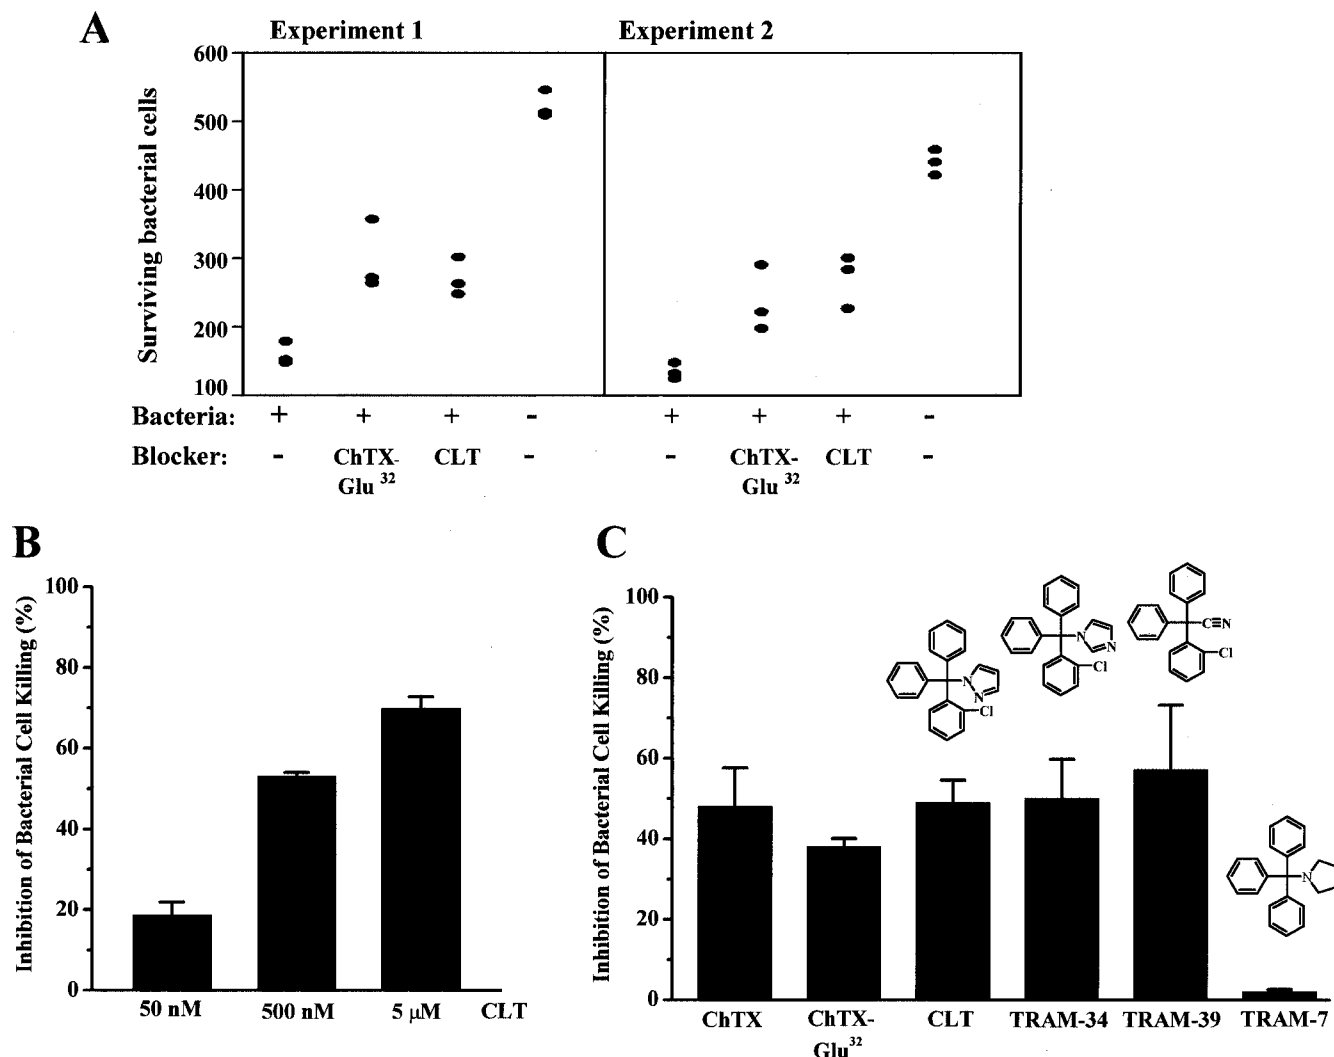 A
Experiment 1
Experiment 2
Surviving bacterial cells
600
500
400
300
200
100
Bacteria: + + + - + + + -
Blocker: - ChTX- CLT - - ChTX- CLT -
Glu 32 Glu 32
B
Inhibition of Bacterial Cell Killing (%)
100
80
60
40
20
0
50 nM 500 nM 5 μM CLT
C
Inhibition of Bacterial Cell Killing (%)
100
80
60
40
20
0
N
N
Cl
N
N
Cl
C≡N
Cl
N
ChTX ChTX- CLT TRAM-34 TRAM-39 TRAM-7
Glu32